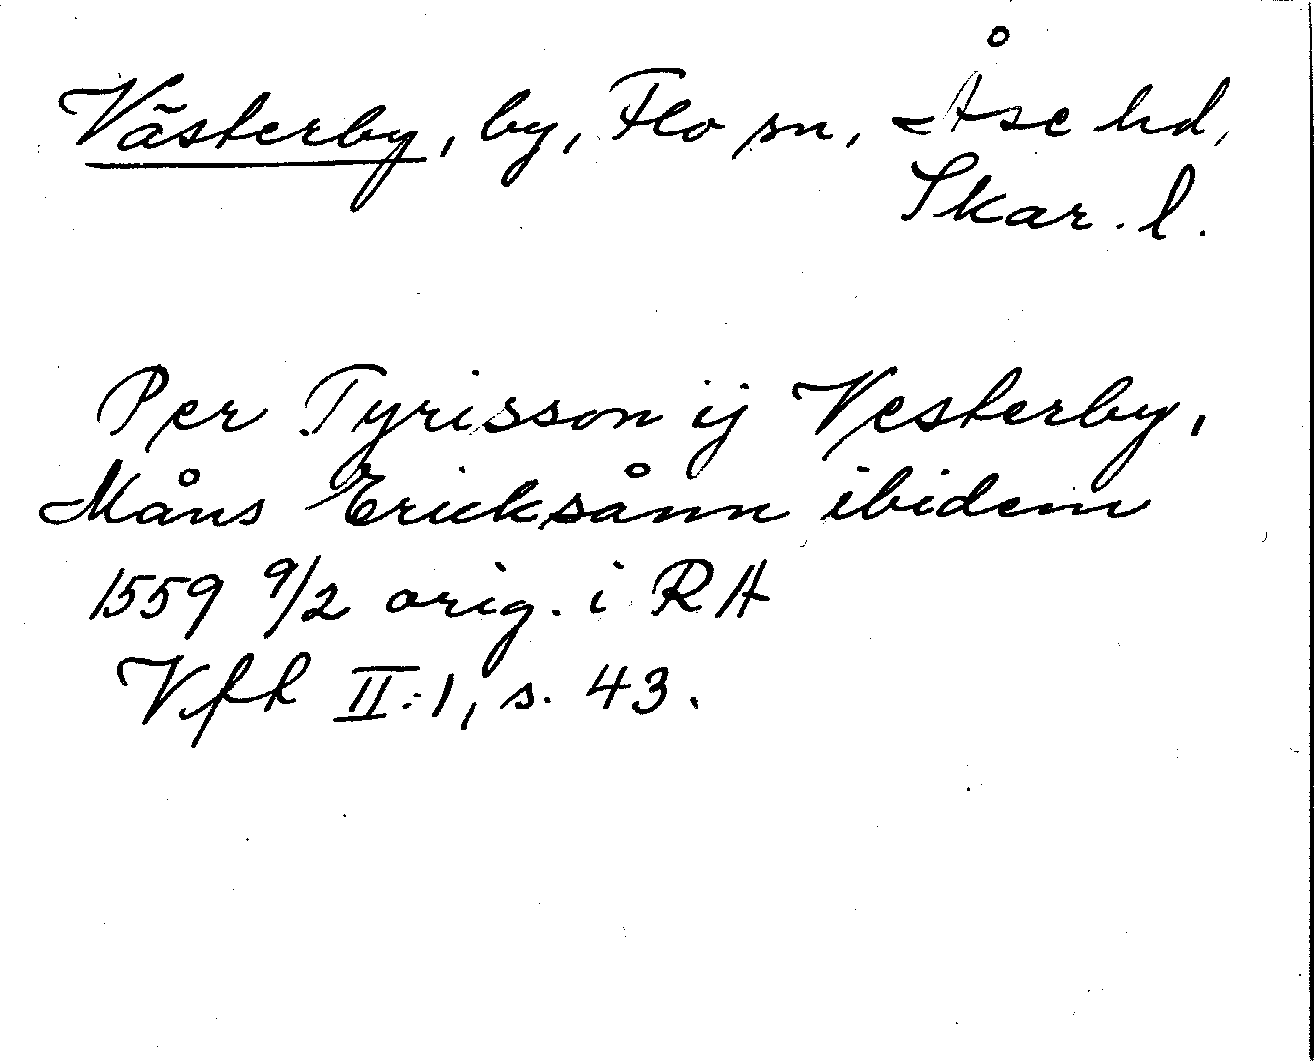 Västerby, by, Flo sn, Åse hd,
Skar. l.
Per Tyrisson ij Vesterby,
Måns Ericksånn ibidem
1559 9/2 orig. i RH
Vfh II:1, s. 43.